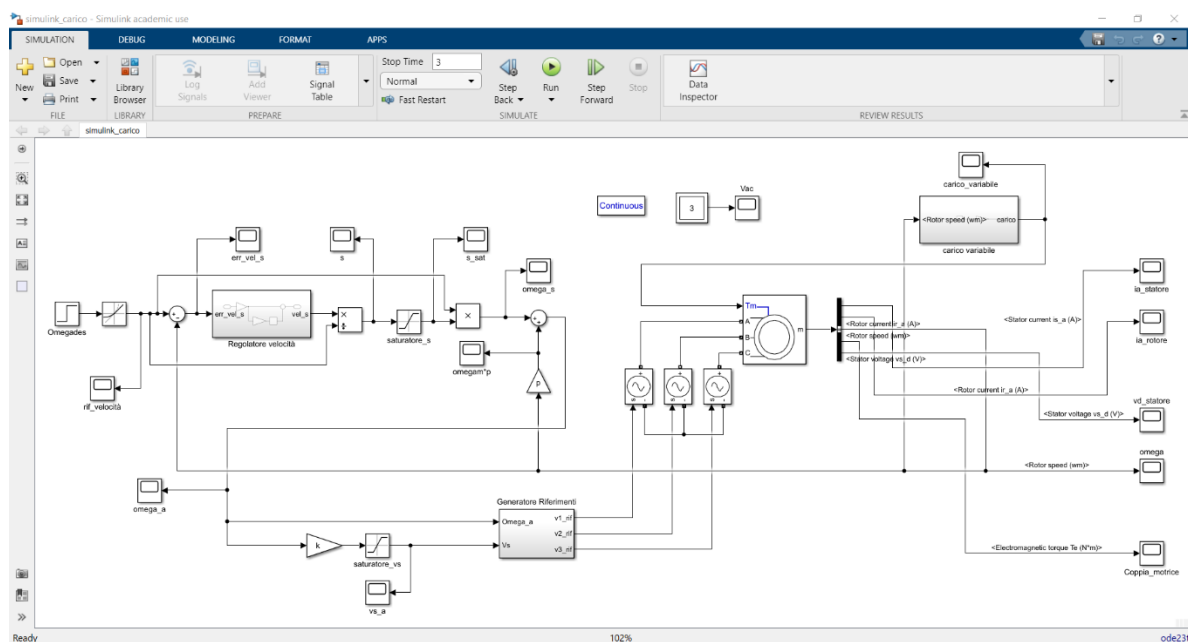 simulink_carico - Simulink academic use
SIMULATION
DEBUG
MODELING
FORMAT
APPS
New
Open
Save
Print
FILE
Library
Browser
LIBRARY
Log
Signals
Add
Viewer
Signal
Table
PREPARE
Stop Time 3
Normal
Fast Restart
Step
Back
Run
Step
Forward
Stop
SIMULATE
Data
Inspector
REVIEW RESULTS
simulink_carico
carico_variabile
Continuous
3
Vac
<Rotor speed (wm)>
carico
carico variabile
err_vel_s
s
s_sat
omega_s
ia_statore
Omegades
+
-
err_vel_s
vel_s
Regolatore velocità
×
÷
saturatore_s
×
+
-
Tm
A
B
C
m
<Stator current is_a (A)>
<Rotor current ir_a (A)>
<Rotor speed (wm)>
<Stator voltage vs_d (V)>
ia_rotore
omegam*p
p
rif_velocità
<Rotor current ir_a (A)>
vd_statore
<Stator voltage vs_d (V)>
omega
<Rotor speed (wm)>
omega_a
Generatore Riferimenti
Omega_a
Vs
v1_rif
v2_rif
v3_rif
k
saturatore_vs
vs_a
<Electromagnetic torque Te (N*m)>
Coppia_motrice
Ready
102%